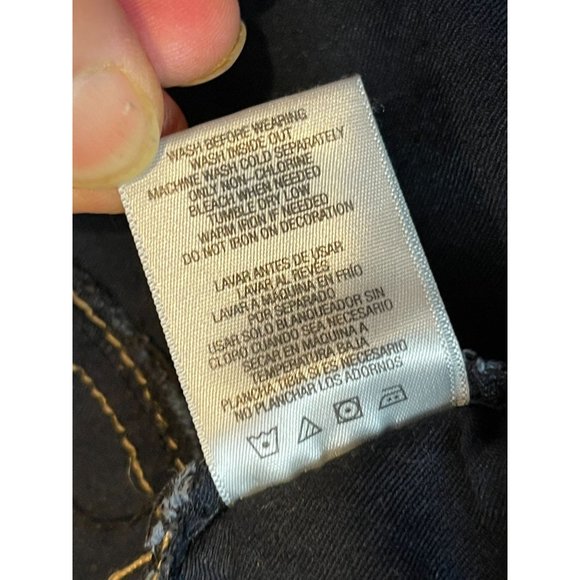 WASH BEFORE WEARING
WASH INSIDE OUT
MACHINE WASH COLD SEPARATELY
ONLY NON-CHLORINE
BLEACH WHEN NEEDED
TUMBLE DRY LOW
WARM IRON IF NEEDED
DO NOT IRON ON DECORATION
LAVAR ANTES DE USAR
LAVAR AL REVÉS
LAVAR A MAQUINA EN FRÍO
POR SEPARADO
USAR SÓLO BLANQUEADOR SIN
CLORO CUANDO SEA NECESARIO
SECAR EN MAQUINA A
TEMPERATURA BAJA
PLANCHA TIBIA SI ES NECESARIO
NO PLANCHAR LOS ADORNOS